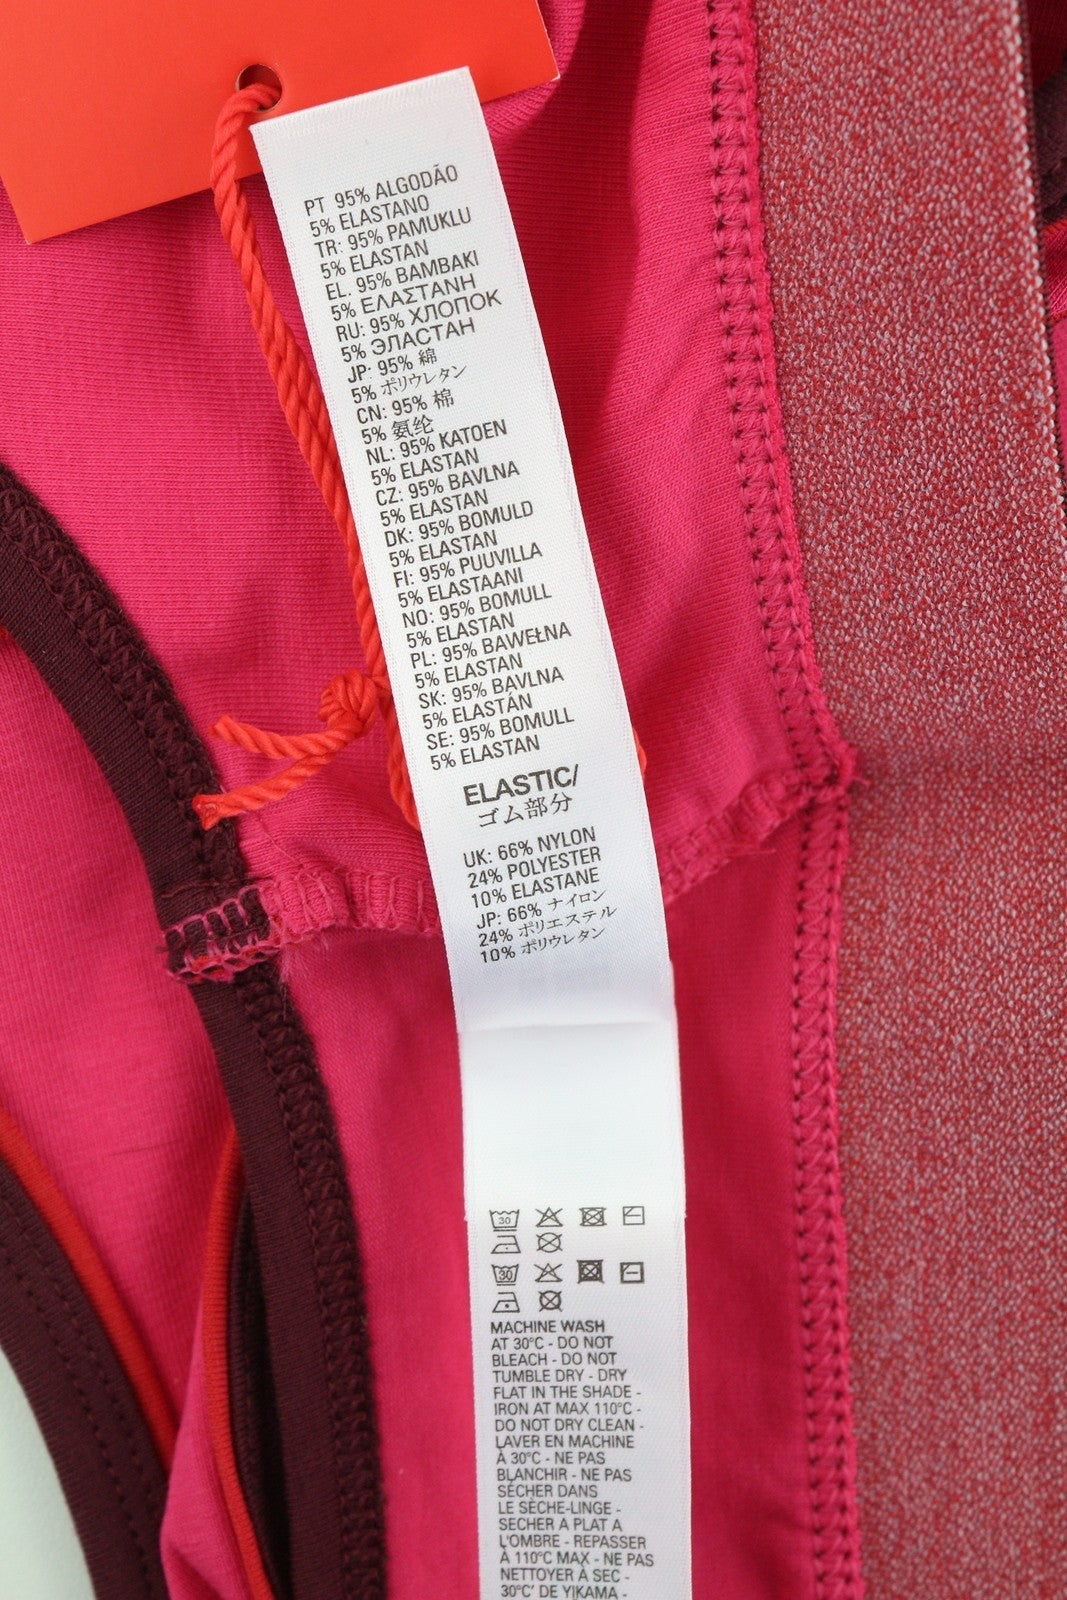 PT 95% ALGODÃO
5% ELASTANO
TR: 95% PAMUKLU
5% ELASTAN
EL. 95% BAMBAKI
5% ΕΛΑΣΤΑΝΗ
RU: 95% ХЛОПОК
5% ЭЛАСТАН
JP: 95% 綿
5% ポリウレタン
CN: 95% 棉
5% 氨纶
NL: 95% KATOEN
5% ELASTAN
CZ: 95% BAVLNA
5% ELASTAN
DK: 95% BOMULD
5% ELASTAN
FI: 95% PUUVILLA
5% ELASTAANI
NO: 95% BOMULL
5% ELASTAN
PL: 95% BAWEŁNA
5% ELASTAN
SK: 95% BAVLNA
5% ELASTÁN
SE: 95% BOMULL
5% ELASTAN
ELASTIC/
ゴム部分
UK: 66% NYLON
24% POLYESTER
10% ELASTANE
JP: 66% ナイロン
24% ポリエステル
10% ポリウレタン
30
30
MACHINE WASH
AT 30°C - DO NOT
BLEACH - DO NOT
TUMBLE DRY - DRY
FLAT IN THE SHADE -
IRON AT MAX 110°C -
DO NOT DRY CLEAN -
LAVER EN MACHINE
À 30°C - NE PAS
BLANCHIR - NE PAS
SÉCHER DANS
LE SÈCHE-LINGE -
SECHER A PLAT A
L'OMBRE - REPASSER
À 110°C MAX - NE PAS
NETTOYER À SEC -
30°C' DE YIKAMA -